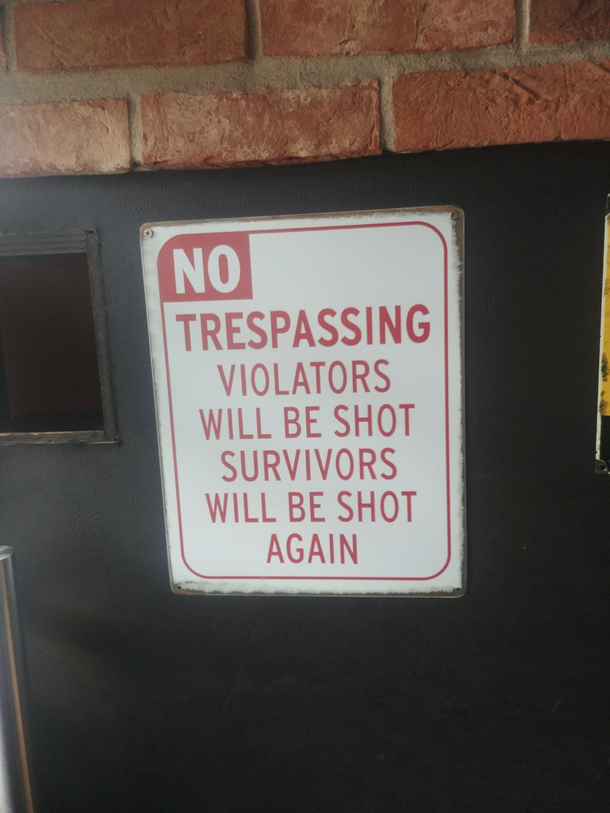 NO
TRESPASSING
VIOLATORS
WILL BE SHOT
SURVIVORS
WILL BE SHOT
AGAIN